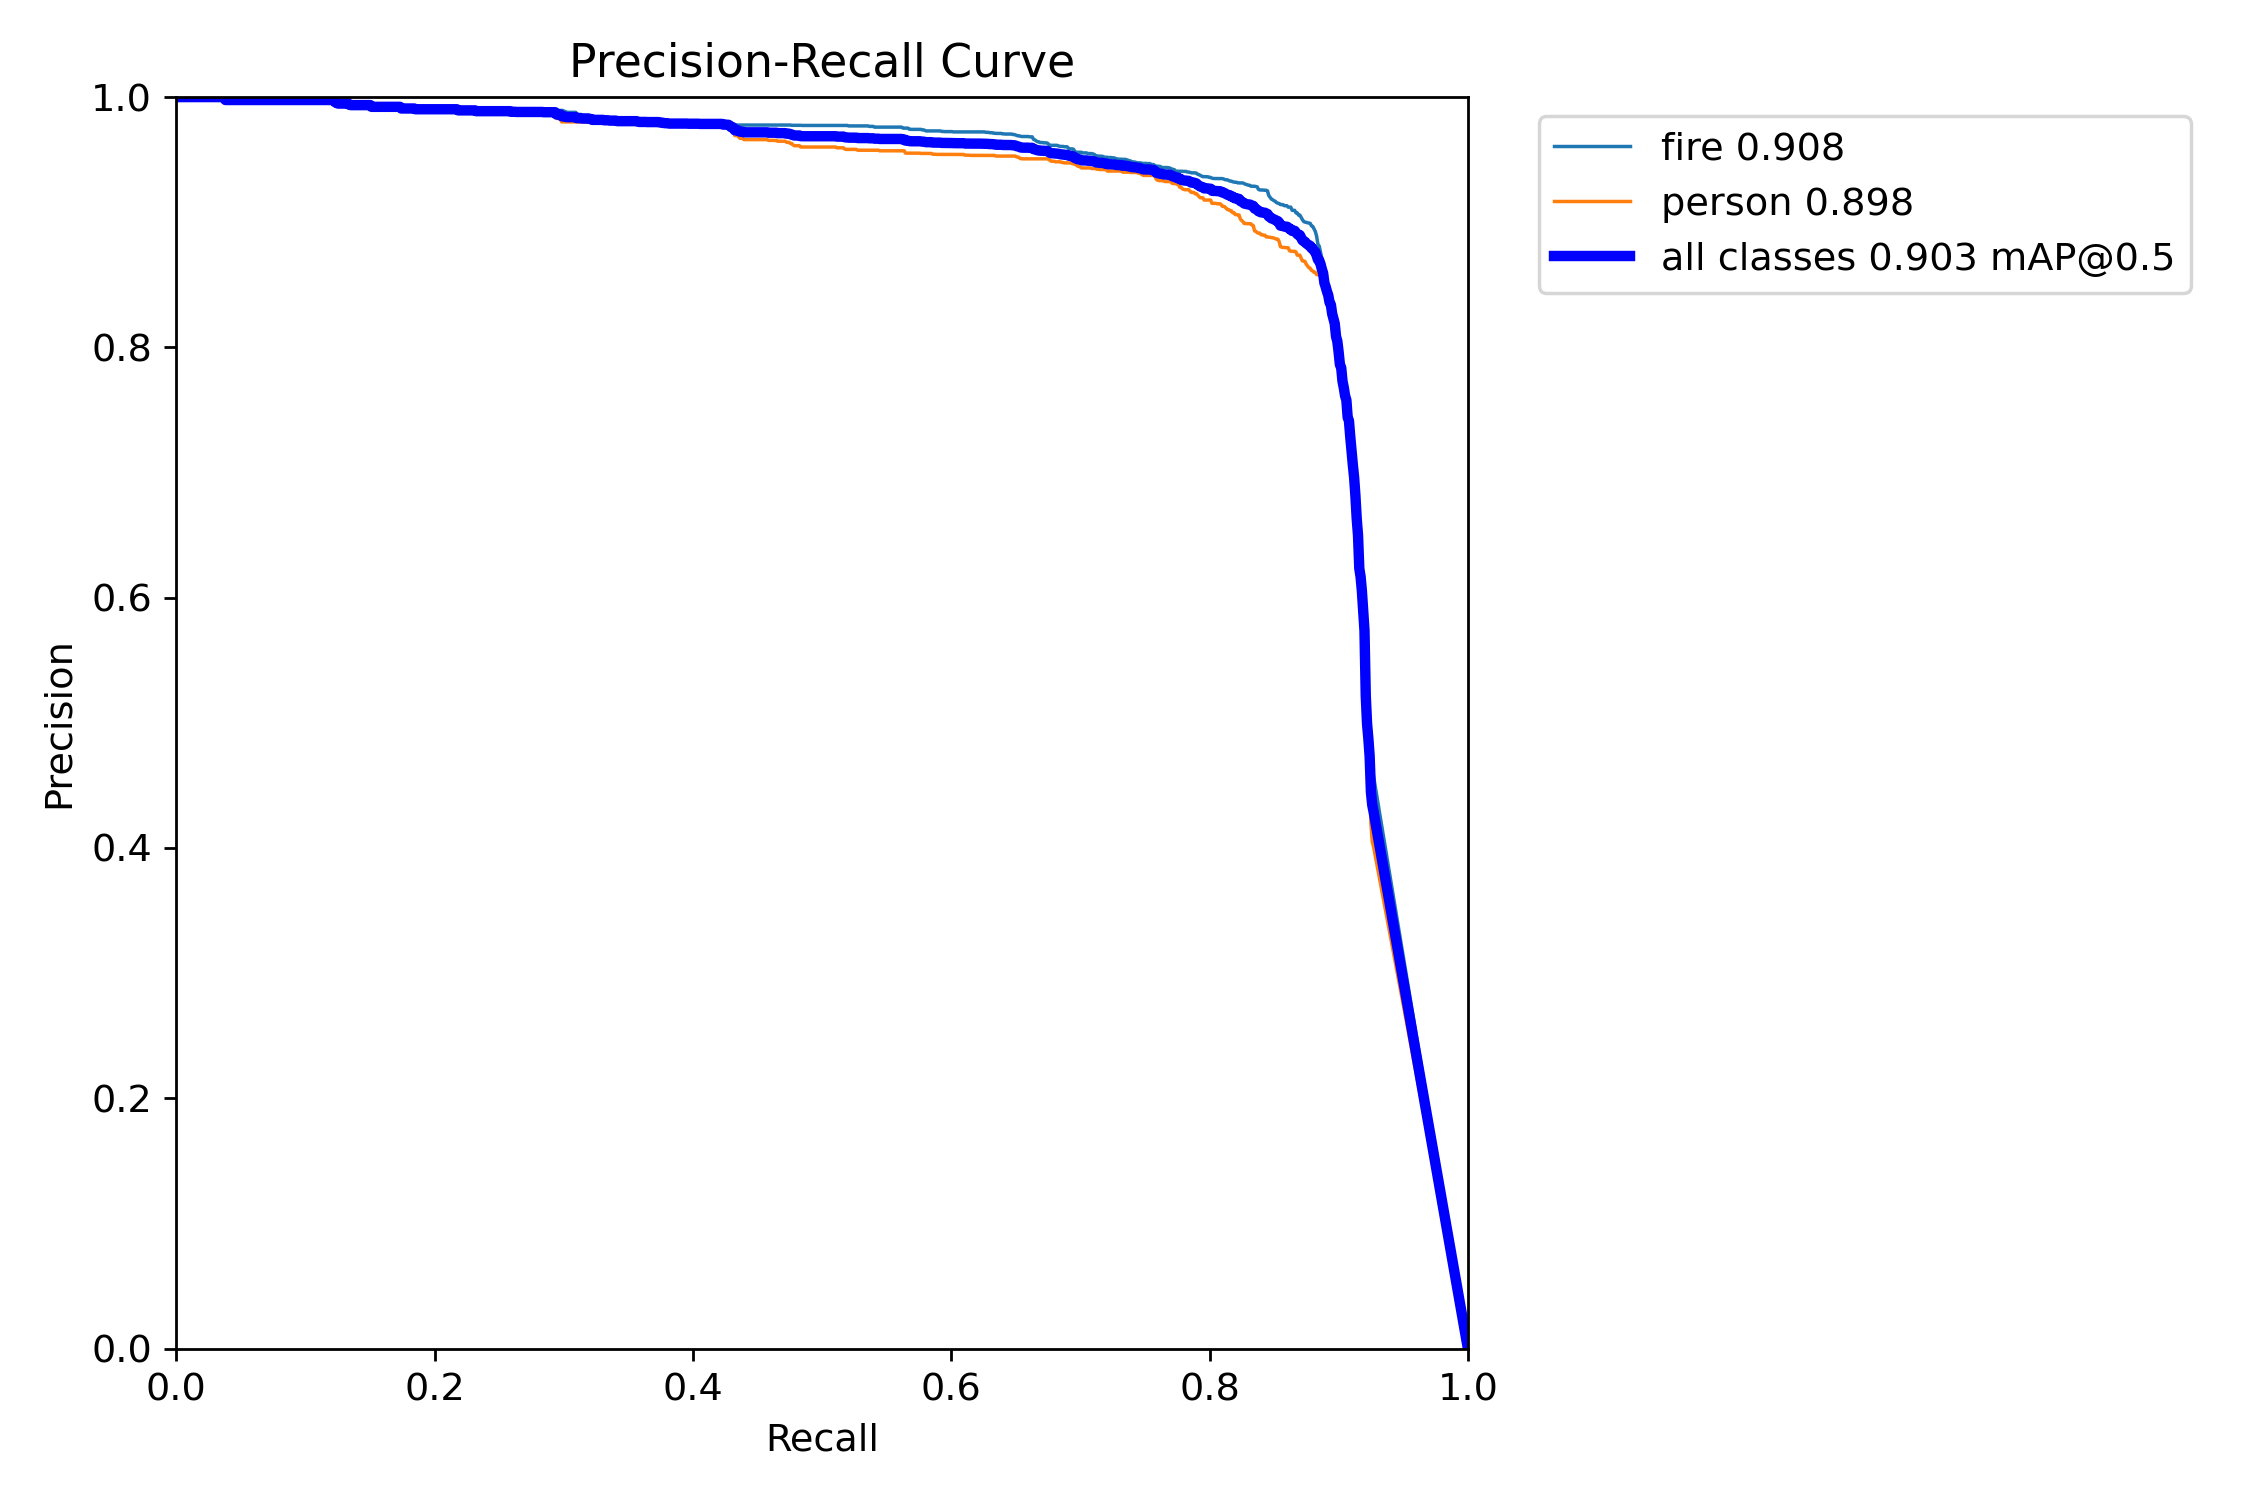 Precision-Recall Curve
fire 0.908
person 0.898
all classes 0.903 mAP@0.5
1.0
0.8
0.6
0.4
0.2
0.0
Precision
0.0 0.2 0.4 0.6 0.8 1.0
Recall